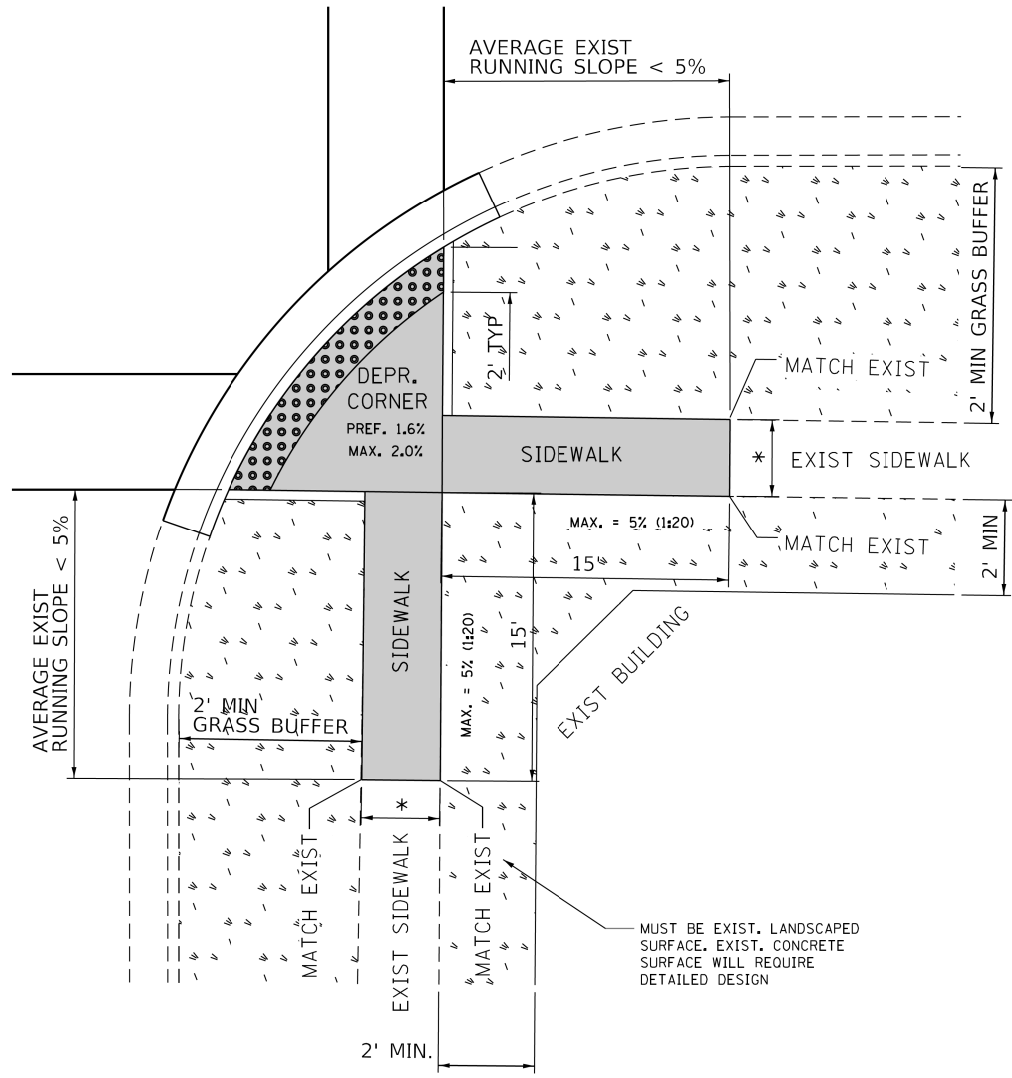 AVERAGE EXIST
RUNNING SLOPE < 5%
2' MIN GRASS BUFFER
2' TYP
DEPR.
CORNER
PREF. 1.6%
MAX. 2.0%
MATCH EXIST
SIDEWALK
* EXIST SIDEWALK
MAX. = 5% (1:20)
MATCH EXIST
15'
2' MIN
AVERAGE EXIST
RUNNING SLOPE < 5%
SIDEWALK
MAX. = 5% (1:20)
15'
EXIST BUILDING
2' MIN
GRASS BUFFER
*
MATCH EXIST
EXIST SIDEWALK
MATCH EXIST
MUST BE EXIST. LANDSCAPED
SURFACE. EXIST. CONCRETE
SURFACE WILL REQUIRE
DETAILED DESIGN
2' MIN.